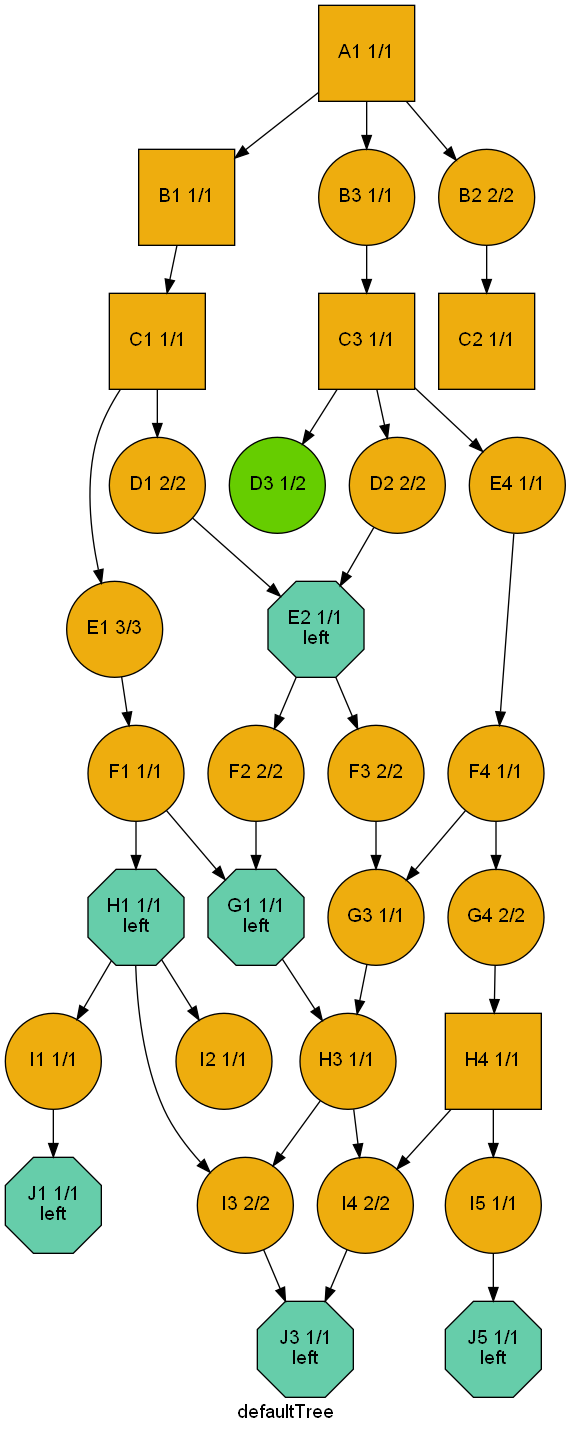 A1 1/1
B1 1/1
B3 1/1
B2 2/2
C1 1/1
C3 1/1
C2 1/1
D1 2/2
D3 1/2
D2 2/2
E4 1/1
E1 3/3
E2 1/1
left
F1 1/1
F2 2/2
F3 2/2
F4 1/1
H1 1/1
left
G1 1/1
left
G3 1/1
G4 2/2
I1 1/1
I2 1/1
H3 1/1
H4 1/1
J1 1/1
left
I3 2/2
I4 2/2
I5 1/1
J3 1/1
left
J5 1/1
left
defaultTree